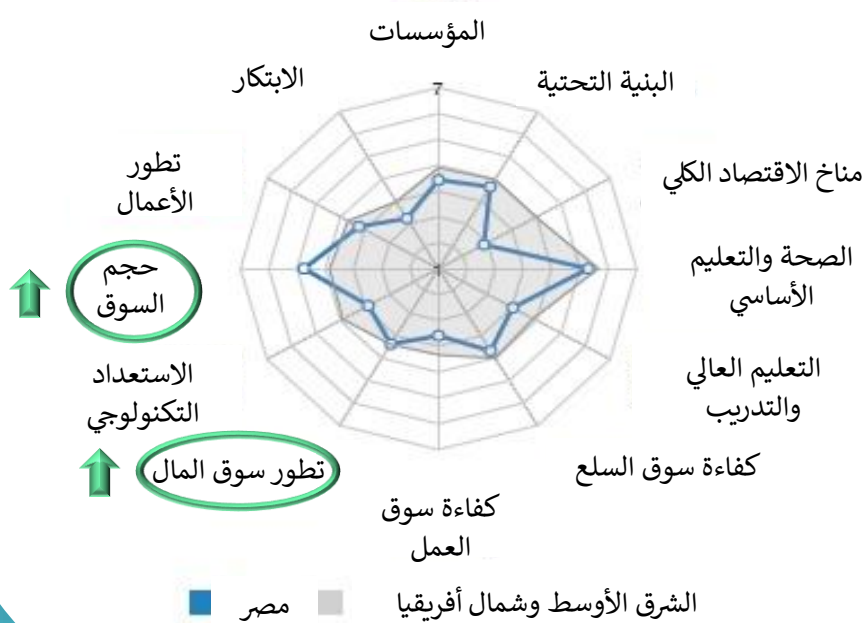 المؤسسات
البنية التحتية
الابتكار
7
مناخ الاقتصاد الكلي
تطور
الأعمال
الصحة والتعليم
الأساسي
حجم
السوق
1
التعليم العالي
والتدريب
الاستعداد
التكنولوجي
كفاءة سوق السلع
تطور سوق المال
كفاءة سوق
العمل
الشرق الأوسط وشمال أفريقيا
مصر